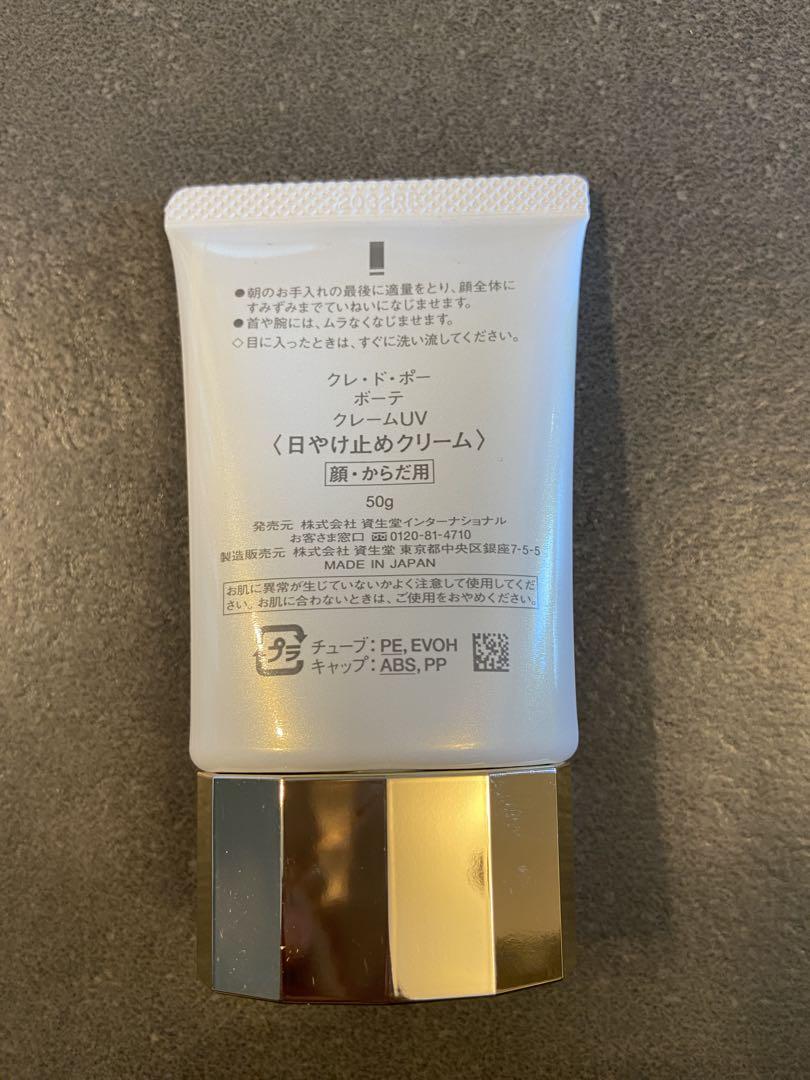 ●朝のお手入れの最後に適量をとり、顔全体に
すみずみまでていねいになじませます。
●首や腕には、ムラなくなじませます。
◇目に入ったときは、すぐに洗い流してください。
クレ・ド・ポー
ボーテ
クレームUV
〈日やけ止めクリーム〉
顔・からだ用
50g
発売元 株式会社 資生堂インターナショナル
お客さま窓口 0120-81-4710
製造販売元 株式会社 資生堂 東京都中央区銀座7-5-5
MADE IN JAPAN
お肌に異常が生じていないかよく注意して使用してくだ
さい。お肌に合わないときは、ご使用をおやめください。
プラ
チューブ：PE, EVOH
キャップ：ABS, PP